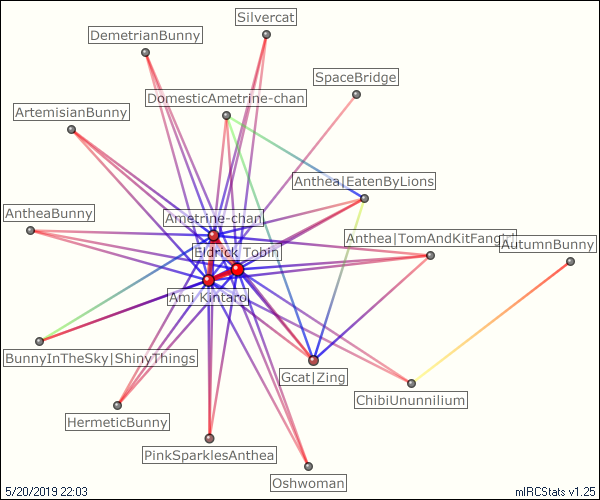 Silvercat
DemetrianBunny
SpaceBridge
DomesticAmetrine-chan
ArtemisianBunny
Anthea|EatenByLions
AntheaBunny
Ametrine-chan
Anthea|TomAndKitFangirl
AutumnBunny
Eldrick Tobin
Ami Kintaro
BunnyInTheSky|ShinyThings
Gcat|Zing
ChibiUnunnilium
HermeticBunny
PinkSparklesAnthea
Oshwoman
5/20/2019 22:03
mIRCStats v1.25